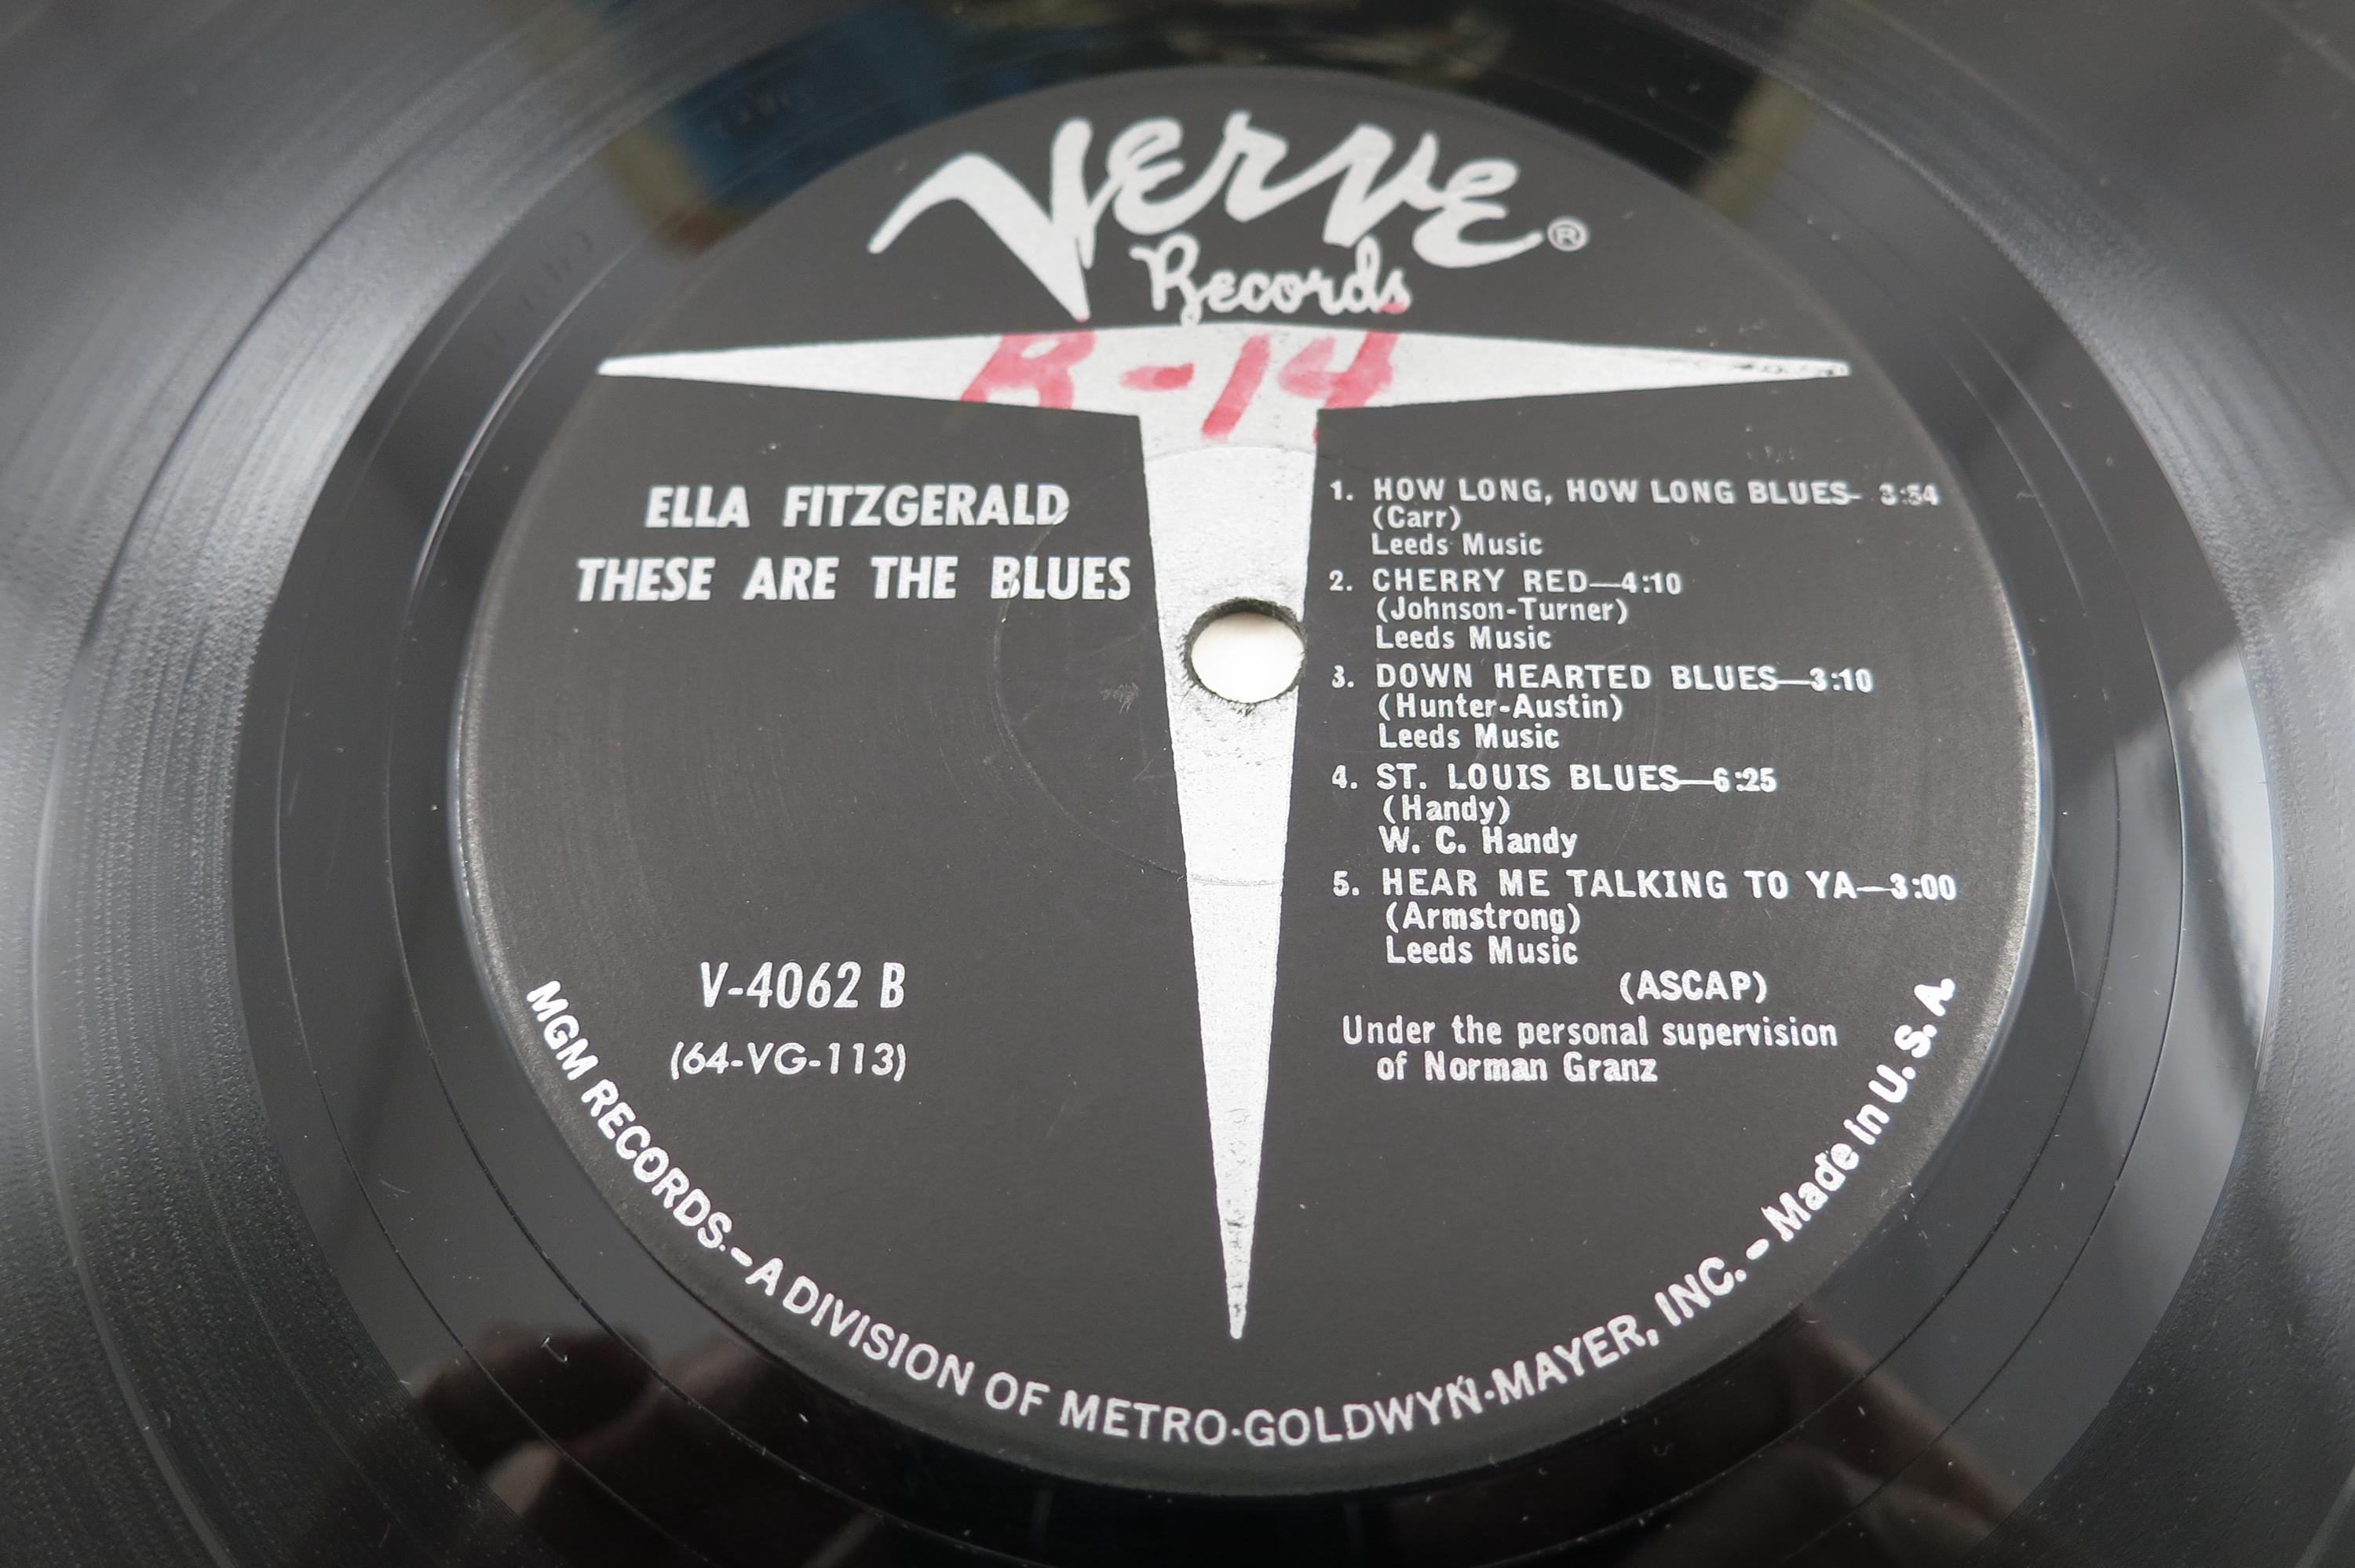 Verve ®
Records
R-14
ELLA FITZGERALD
THESE ARE THE BLUES
1. HOW LONG, HOW LONG BLUES- 3:54
(Carr)
Leeds Music
2. CHERRY RED—4:10
(Johnson-Turner)
Leeds Music
3. DOWN HEARTED BLUES—3:10
(Hunter-Austin)
Leeds Music
4. ST. LOUIS BLUES—6:25
(Handy)
W. C. Handy
5. HEAR ME TALKING TO YA—3:00
(Armstrong)
Leeds Music
(ASCAP)
Under the personal supervision
of Norman Granz
V-4062 B
(64-VG-113)
MGM RECORDS.-A DIVISION OF METRO-GOLDWYN-MAYER, INC. - Made in U.S.A.